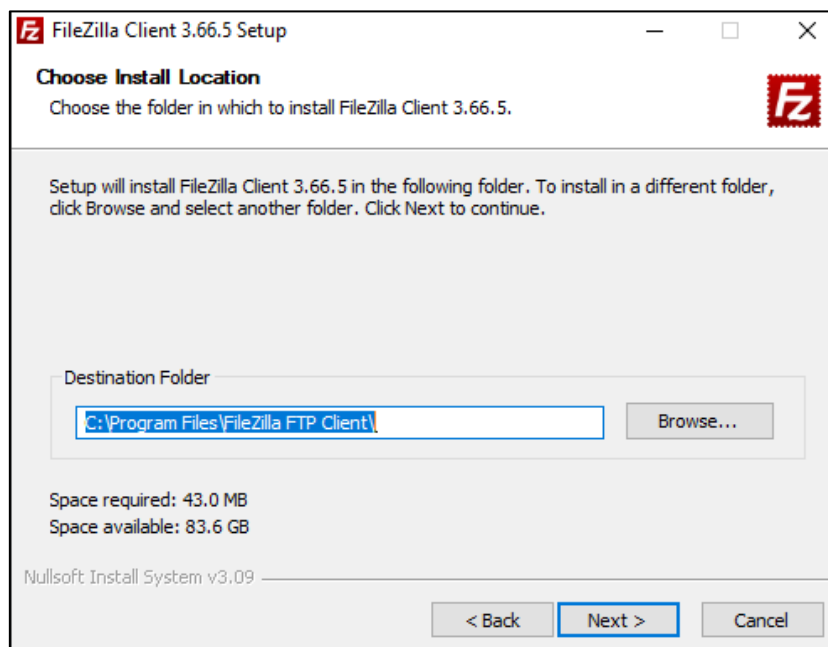 FileZilla Client 3.66.5 Setup
Choose Install Location
Choose the folder in which to install FileZilla Client 3.66.5.
Fz
Setup will install FileZilla Client 3.66.5 in the following folder. To install in a different folder,
click Browse and select another folder. Click Next to continue.
Destination Folder
C:\Program Files\FileZilla FTP Client\
Browse...
Space required: 43.0 MB
Space available: 83.6 GB
Nullsoft Install System v3.09
< Back
Next >
Cancel